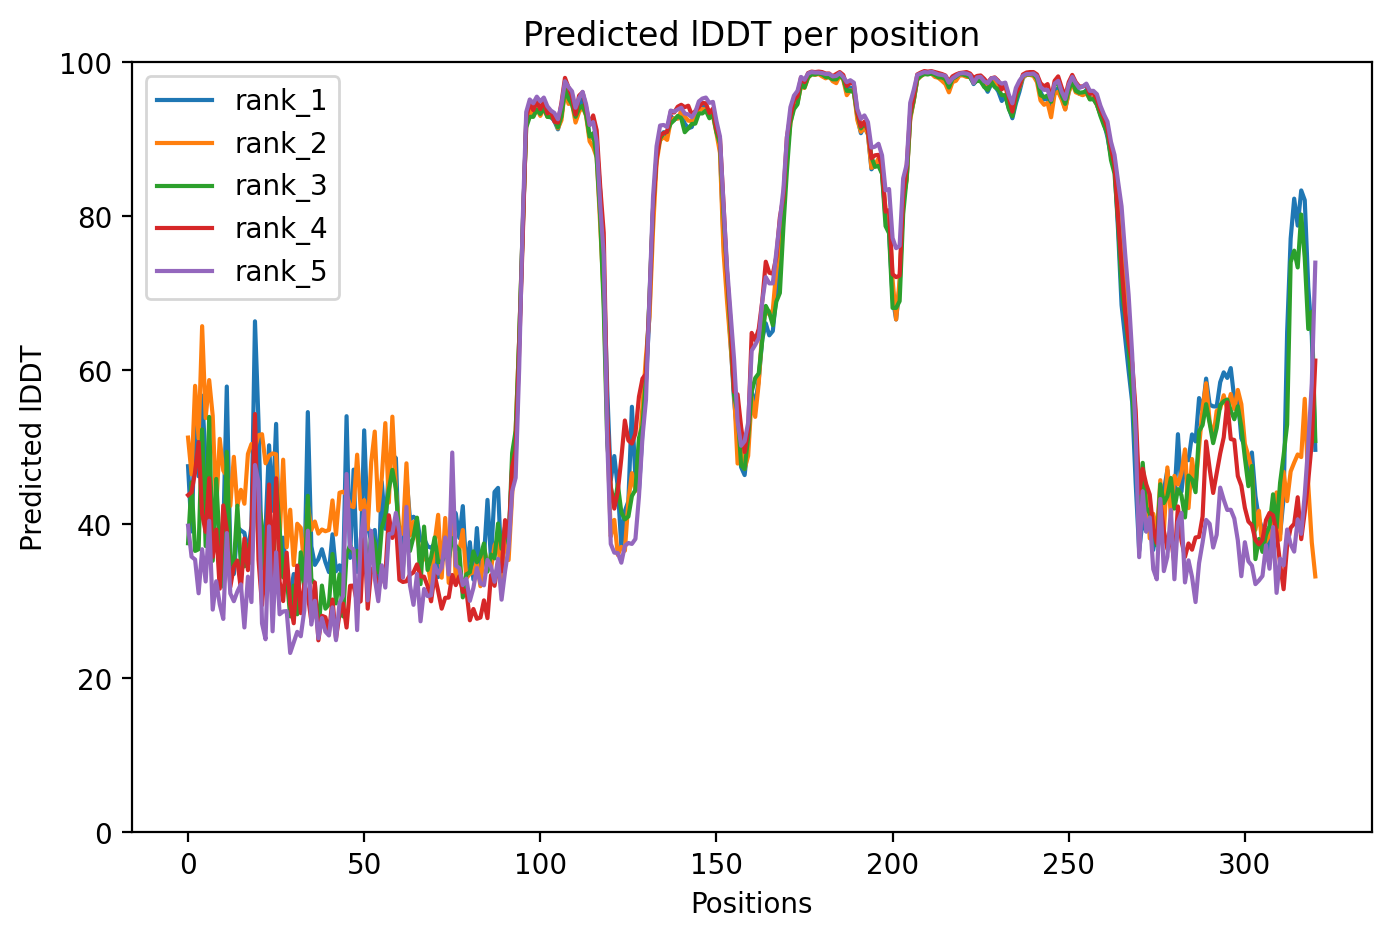 Predicted lDDT per position
100
80
60
40
20
0
Predicted lDDT
rank_1
rank_2
rank_3
rank_4
rank_5
0 50 100 150 200 250 300
Positions